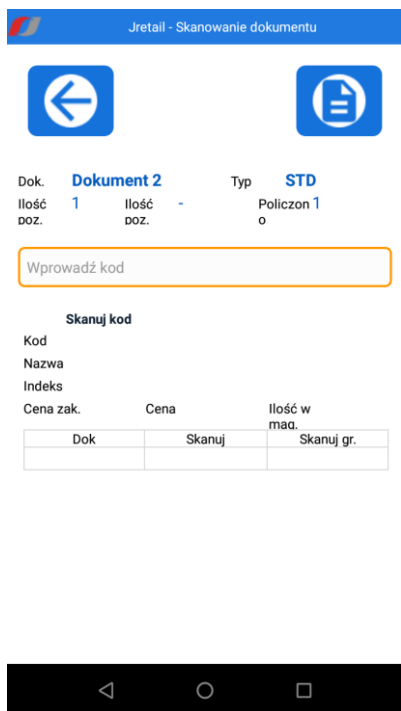 Jretail - Skanowanie dokumentu
Dok. Dokument 2 Typ STD
Ilość poz. 1 Ilość poz. - Policzono 1
Wprowadź kod
Skanuj kod
Kod
Nazwa
Indeks
Cena zak. Cena Ilość w mag.
Dok Skanuj Skanuj gr.